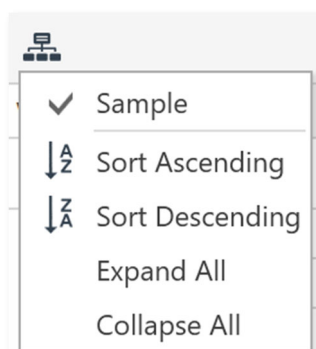 Sample
A
Z
Sort Ascending
Z
A
Sort Descending
Expand All
Collapse All